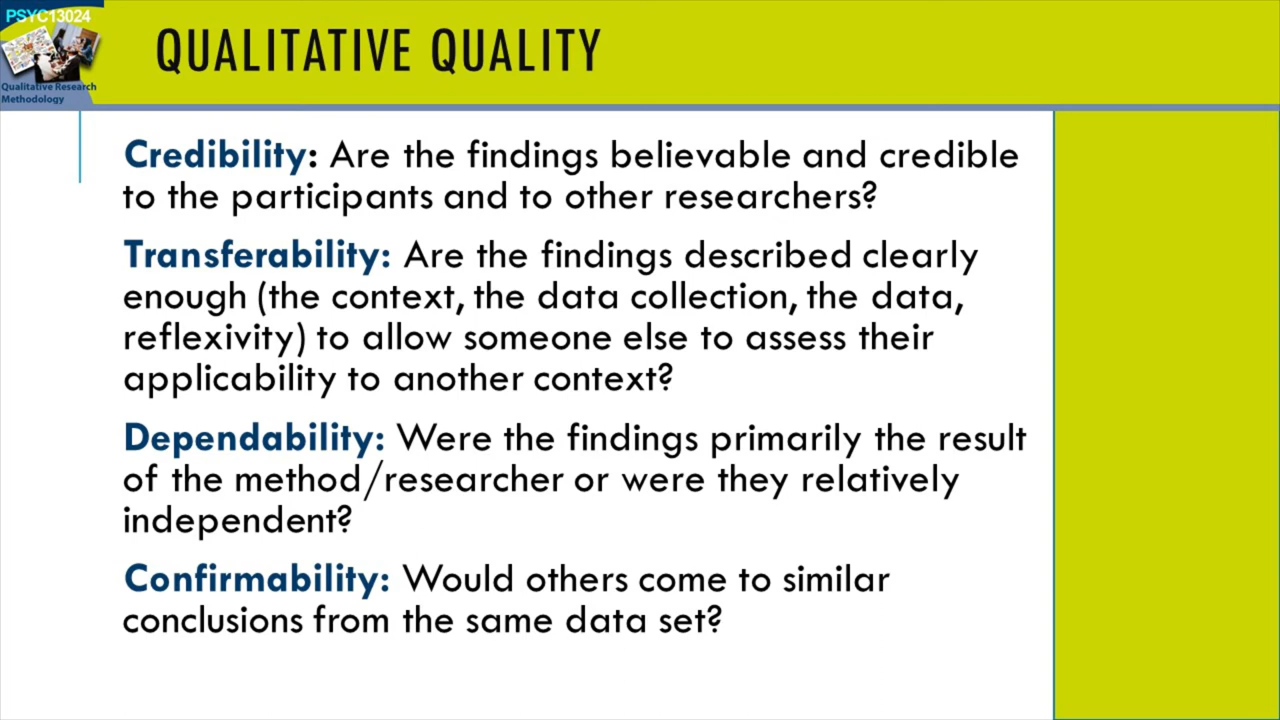 PSYC13024
Qualitative Research
Methodology
QUALITATIVE QUALITY
Credibility: Are the findings believable and credible
to the participants and to other researchers?
Transferability: Are the findings described clearly
enough (the context, the data collection, the data,
reflexivity) to allow someone else to assess their
applicability to another context?
Dependability: Were the findings primarily the result
of the method/researcher or were they relatively
independent?
Confirmability: Would others come to similar
conclusions from the same data set?